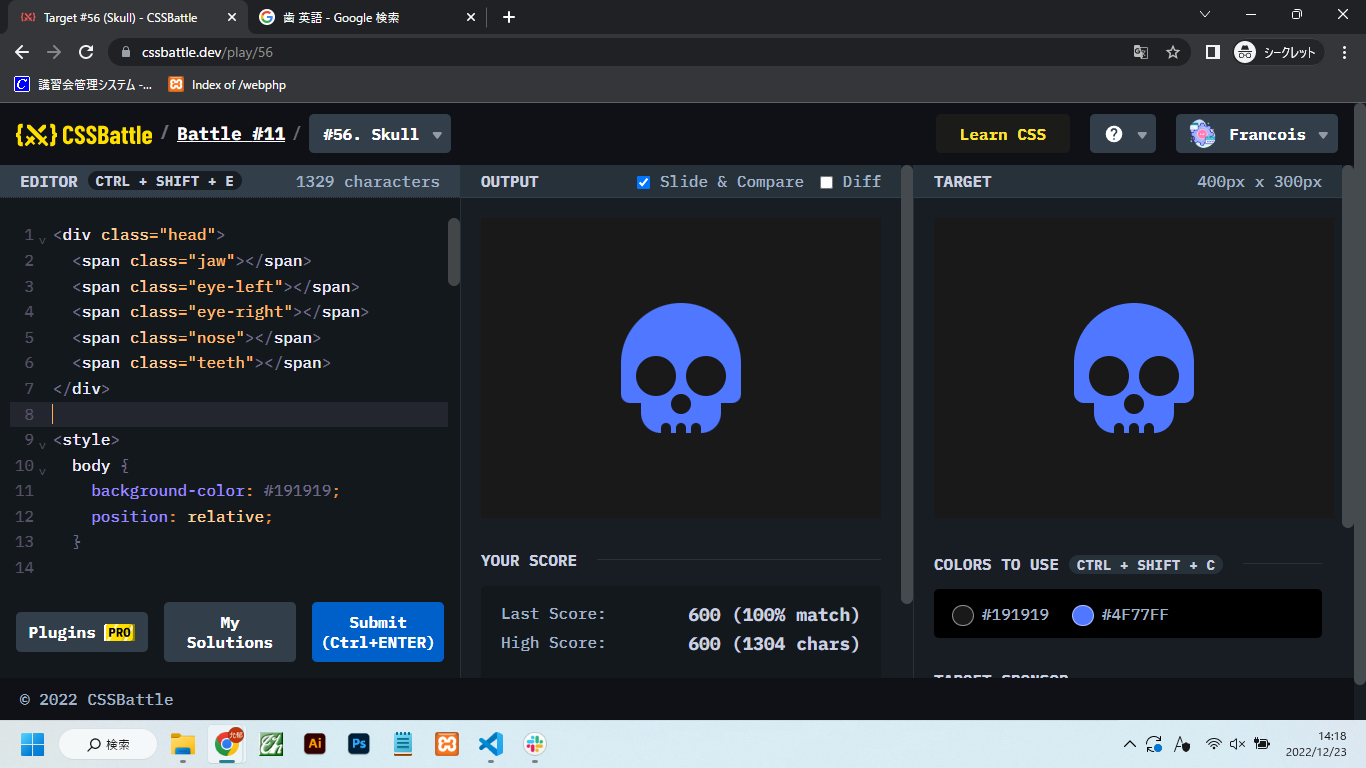 Target #56 (Skull) - CSSBattle
歯 英語 - Google 検索
cssbattle.dev/play/56
シークレット
講習会管理システム -...
Index of /webphp
{X} CSSBattle / Battle #11 / #56. Skull
Learn CSS
?
Francois
EDITOR CTRL + SHIFT + E 1329 characters
OUTPUT Slide & Compare Diff
TARGET 400px x 300px
1 <div class="head">
2 <span class="jaw"></span>
3 <span class="eye-left"></span>
4 <span class="eye-right"></span>
5 <span class="nose"></span>
6 <span class="teeth"></span>
7 </div>
8
9 <style>
10 body {
11 background-color: #191919;
12 position: relative;
13 }
14
Plugins PRO
My Solutions
Submit (Ctrl+ENTER)
YOUR SCORE
Last Score: 600 (100% match)
High Score: 600 (1304 chars)
COLORS TO USE CTRL + SHIFT + C
#191919 #4F77FF
TARGET SPONSOR
© 2022 CSSBattle
検索
Ai
Ps
14:18
2022/12/23